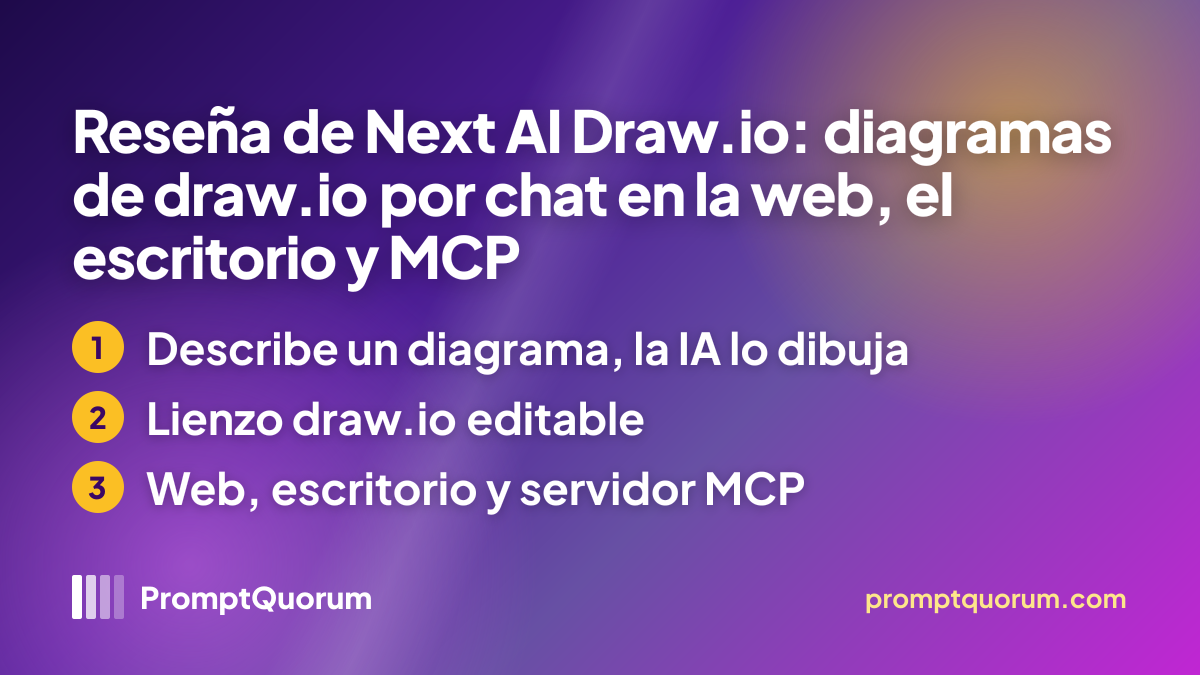 Reseña de Next AI Draw.io: diagramas
de draw.io por chat en la web, el
escritorio y MCP
1 Describe un diagrama, la IA lo dibuja
2 Lienzo draw.io editable
3 Web, escritorio y servidor MCP
PromptQuorum
promptquorum.com